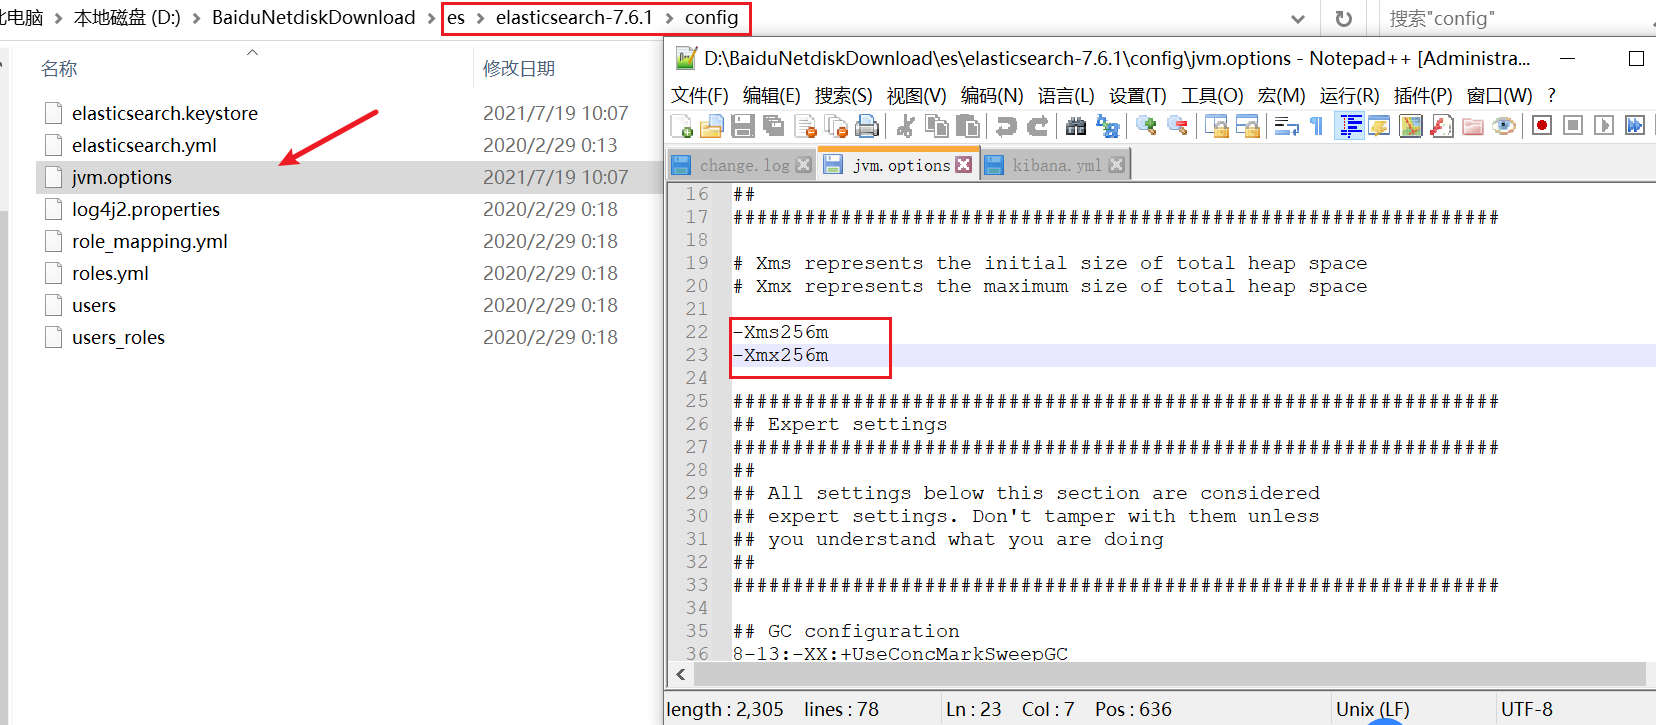 比电脑 > 本地磁盘 (D:) > BaiduNetdiskDownload > es > elasticsearch-7.6.1 > config
搜索"config"
名称 修改日期
elasticsearch.keystore 2021/7/19 10:07
elasticsearch.yml 2020/2/29 0:13
jvm.options 2021/7/19 10:07
log4j2.properties 2020/2/29 0:18
role_mapping.yml 2020/2/29 0:18
roles.yml 2020/2/29 0:18
users 2020/2/29 0:18
users_roles 2020/2/29 0:18
D:\BaiduNetdiskDownload\es\elasticsearch-7.6.1\config\jvm.options - Notepad++ [Administra...
文件(F) 编辑(E) 搜索(S) 视图(V) 编码(N) 语言(L) 设置(T) 工具(O) 宏(M) 运行(R) 插件(P) 窗口(W) ?
change.log jvm.options kibana.yml
16 ##
17 ################################################################
18
19 # Xms represents the initial size of total heap space
20 # Xmx represents the maximum size of total heap space
21
22 -Xms256m
23 -Xmx256m
24
25 ################################################################
26 ## Expert settings
27 ################################################################
28 ##
29 ## All settings below this section are considered
30 ## expert settings. Don't tamper with them unless
31 ## you understand what you are doing
32 ##
33 ################################################################
34
35 ## GC configuration
36 8-13:-XX:+UseConcMarkSweepGC
length : 2,305 lines : 78 Ln : 23 Col : 7 Pos : 636 Unix (LF) UTF-8